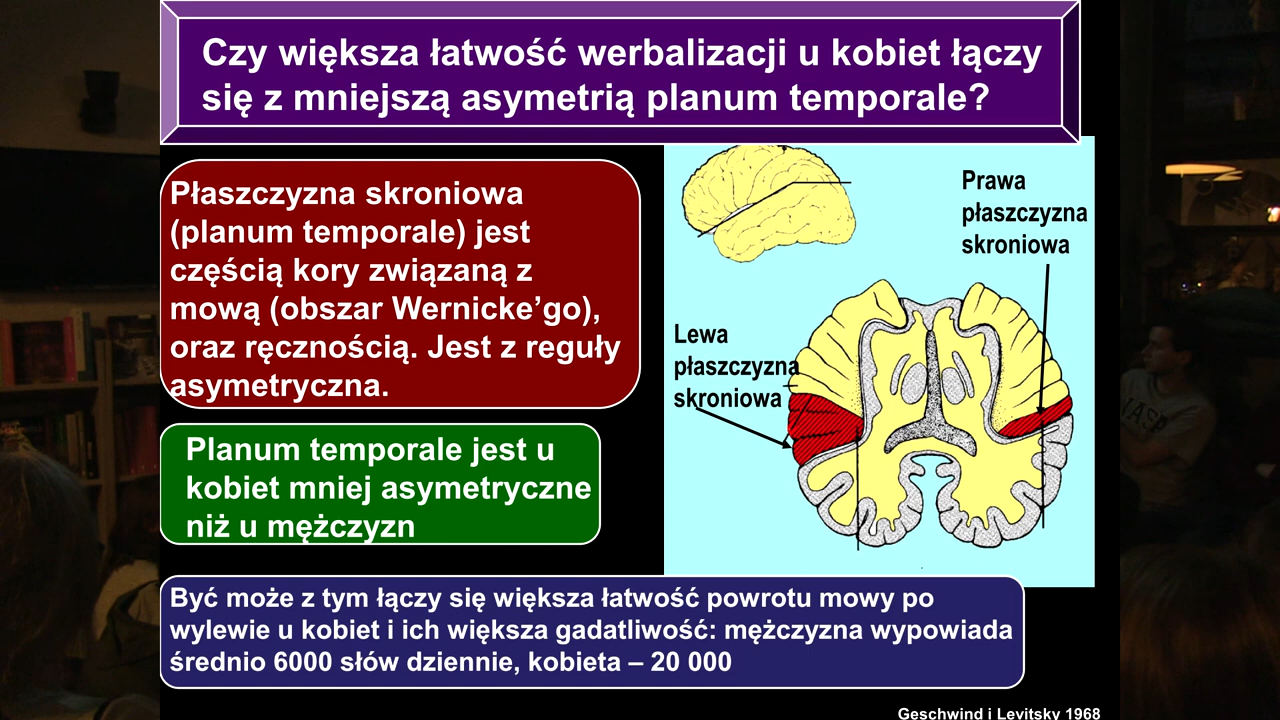 Czy większa łatwość werbalizacji u kobiet łączy
się z mniejszą asymetrią planum temporale?
Płaszczyzna skroniowa
(planum temporale) jest
częścią kory związaną z
mową (obszar Wernicke’go),
oraz ręcznością. Jest z reguły
asymetryczna.
Planum temporale jest u
kobiet mniej asymetryczne
niż u mężczyzn
Prawa
płaszczyzna
skroniowa
Lewa
płaszczyzna
skroniowa
Być może z tym łączy się większa łatwość powrotu mowy po
wylewie u kobiet i ich większa gadatliwość: mężczyzna wypowiada
średnio 6000 słów dziennie, kobieta – 20 000
Geschwind i Levitsky 1968